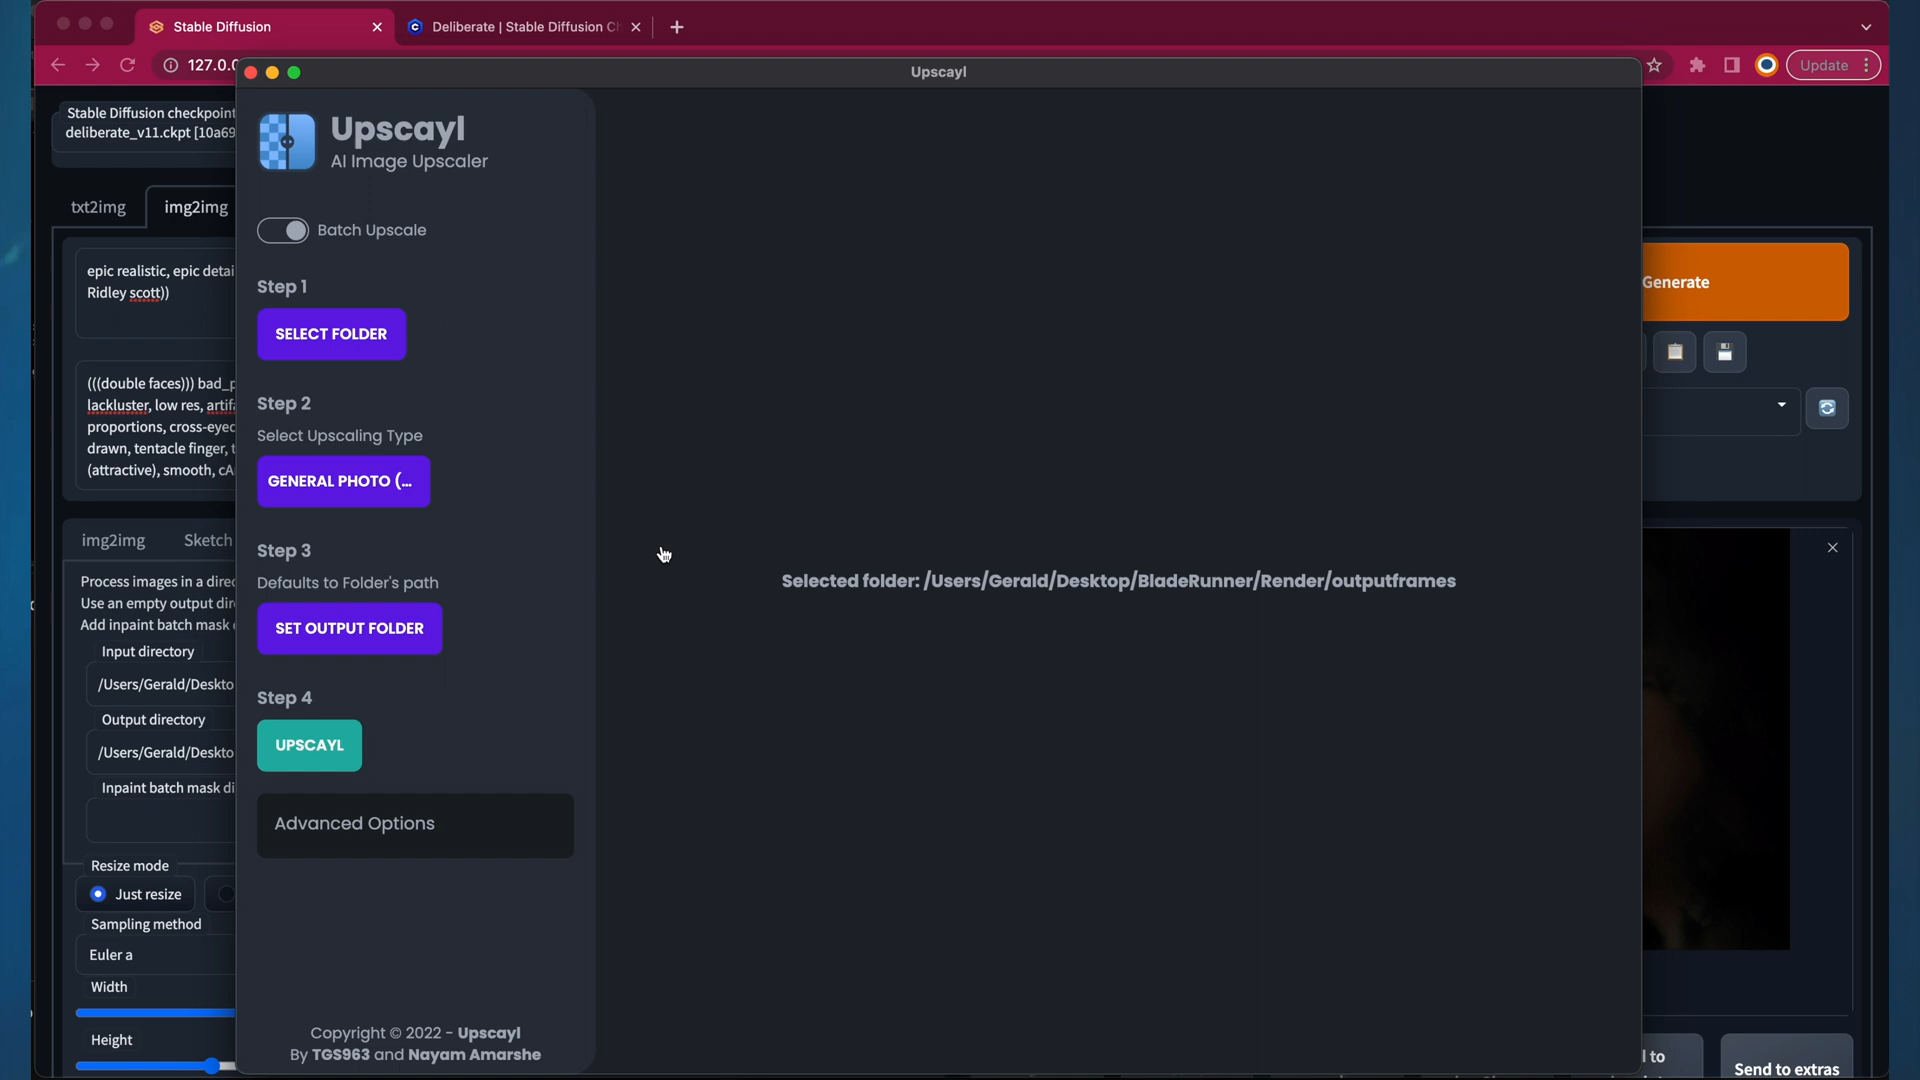 Stable Diffusion
Deliberate | Stable Diffusion
127.0.0
Update
Upscayl
Stable Diffusion checkpoint
deliberate_v11.ckpt [10a69
txt2img
img2img
epic realistic, epic detai
Ridley scott))
(((double faces))) bad_p
lackluster, low res, artifa
proportions, cross-eyed
drawn, tentacle finger, t
(attractive), smooth, cA
Generate
img2img
Sketch
Process images in a direc
Use an empty output dir
Add inpaint batch mask
Input directory
/Users/Gerald/Deskto
Output directory
/Users/Gerald/Deskto
Inpaint batch mask di
Resize mode
Just resize
Sampling method
Euler a
Width
Height
Upscayl
AI Image Upscaler
Batch Upscale
Step 1
SELECT FOLDER
Step 2
Select Upscaling Type
GENERAL PHOTO (...
Step 3
Defaults to Folder's path
SET OUTPUT FOLDER
Step 4
UPSCAYL
Advanced Options
Copyright © 2022 - Upscayl
By TGS963 and Nayam Amarshe
Selected folder: /Users/Gerald/Desktop/BladeRunner/Render/outputframes
to
Send to extras